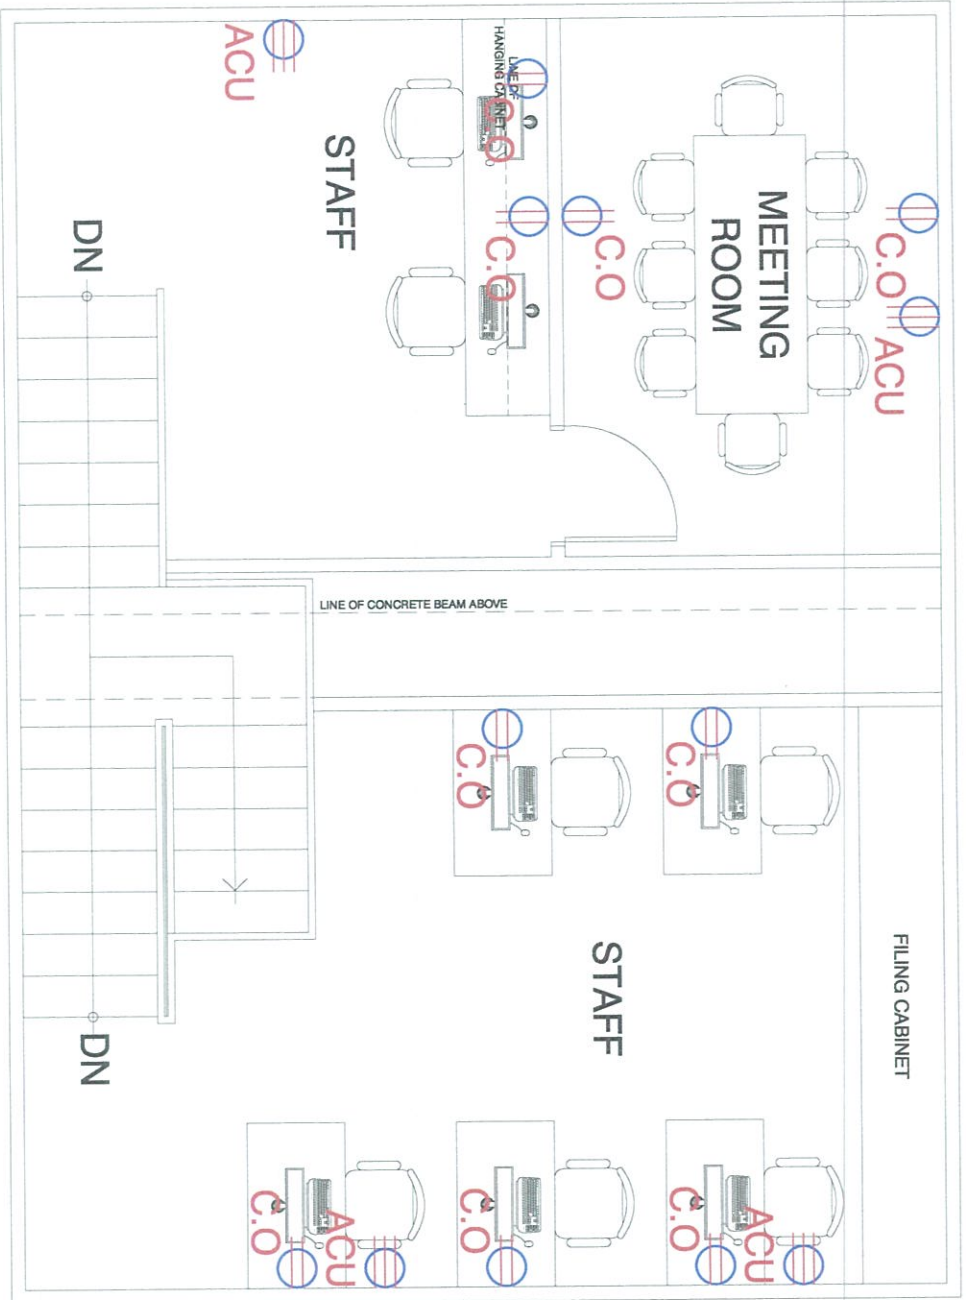 C.O
ACU
FILING CABINET
MEETING
ROOM
ACU
C.O
C.O
C.O
STAFF
LINE OF
HANGING CABINET
C.O
C.O
C.O
C.O
LINE OF CONCRETE BEAM ABOVE
STAFF
ACU
C.O
ACU
DN
DN